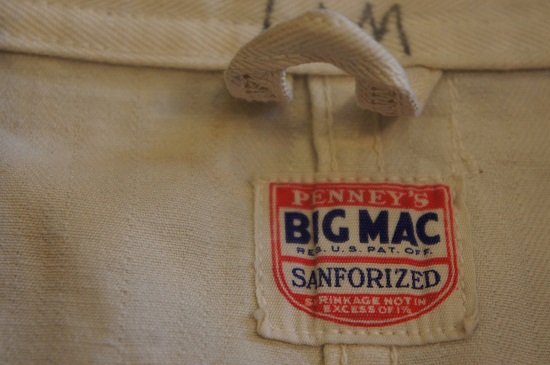 PENNEY'S
BIG MAC
REG. U.S. PAT. OFF.
SANFORIZED
SHRINKAGE NOT IN
EXCESS OF 1%